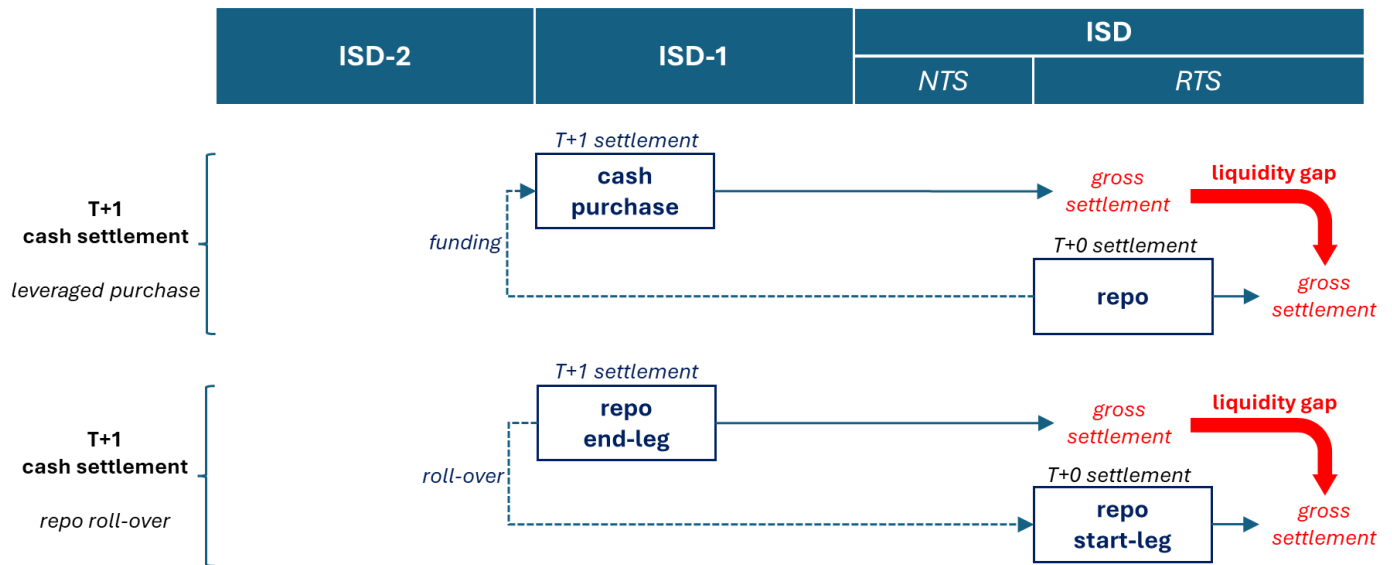 ISD-2
ISD-1
ISD
NTS
RTS
T+1 settlement
cash
purchase
gross
settlement
liquidity gap
T+1
cash settlement
leveraged purchase
funding
T+0 settlement
repo
gross
settlement
T+1 settlement
repo
end-leg
gross
settlement
liquidity gap
T+1
cash settlement
repo roll-over
roll-over
T+0 settlement
repo
start-leg
gross
settlement